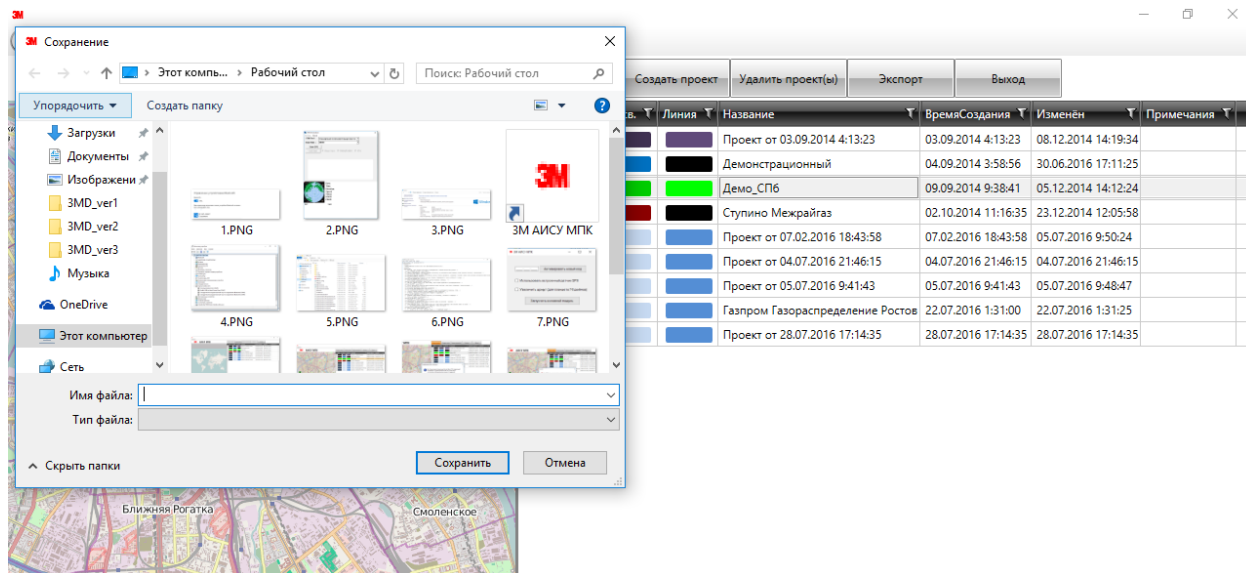 3M
3M Сохранение
Этот компь... > Рабочий стол
Поиск: Рабочий стол
Упорядочить
Создать папку
Загрузки
Документы
Изображени
3MD_ver1
3MD_ver2
3MD_ver3
Музыка
OneDrive
Этот компьютер
Сеть
1.PNG
2.PNG
3.PNG
3M
3М АИСУ МПК
4.PNG
5.PNG
6.PNG
7.PNG
Имя файла:
Тип файла:
Скрыть папки
Сохранить
Отмена
Создать проект
Удалить проект(ы)
Экспорт
Выход
св. Линия Название ВремяСоздания Изменён Примечания
Проект от 03.09.2014 4:13:23 03.09.2014 4:13:23 08.12.2014 14:19:34
Демонстрационный 04.09.2014 3:58:56 30.06.2016 17:11:25
Демо_СПб 09.09.2014 9:38:41 05.12.2014 14:12:24
Ступино Межрайгаз 02.10.2014 11:16:35 23.12.2014 12:05:58
Проект от 07.02.2016 18:43:58 07.02.2016 18:43:58 05.07.2016 9:50:24
Проект от 04.07.2016 21:46:15 04.07.2016 21:46:15 04.07.2016 21:46:15
Проект от 05.07.2016 9:41:43 05.07.2016 9:41:43 05.07.2016 9:48:47
Газпром Газораспределение Ростов 22.07.2016 1:31:00 22.07.2016 1:31:25
Проект от 28.07.2016 17:14:35 28.07.2016 17:14:35 28.07.2016 17:14:35
Ближняя Рогатка
Смоленское